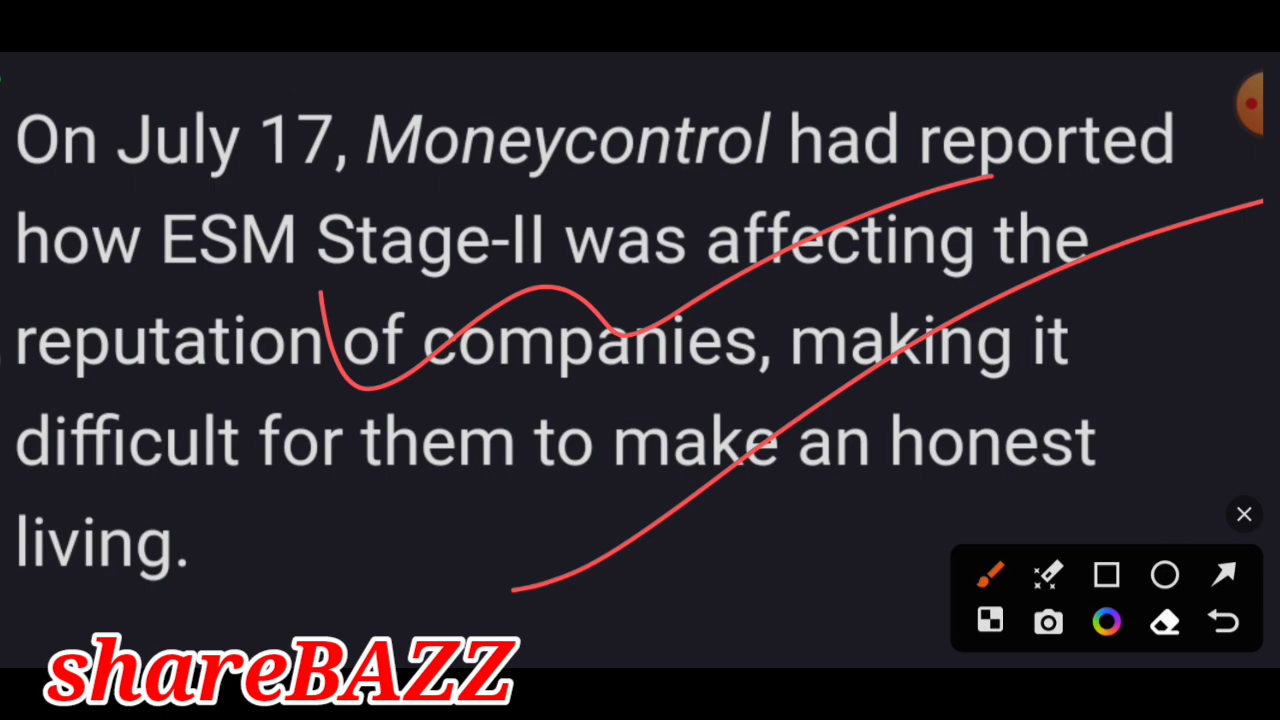 On July 17, Moneycontrol had reported
how ESM Stage-II was affecting the
reputation of companies, making it
difficult for them to make an honest
living.
shareBAZZ